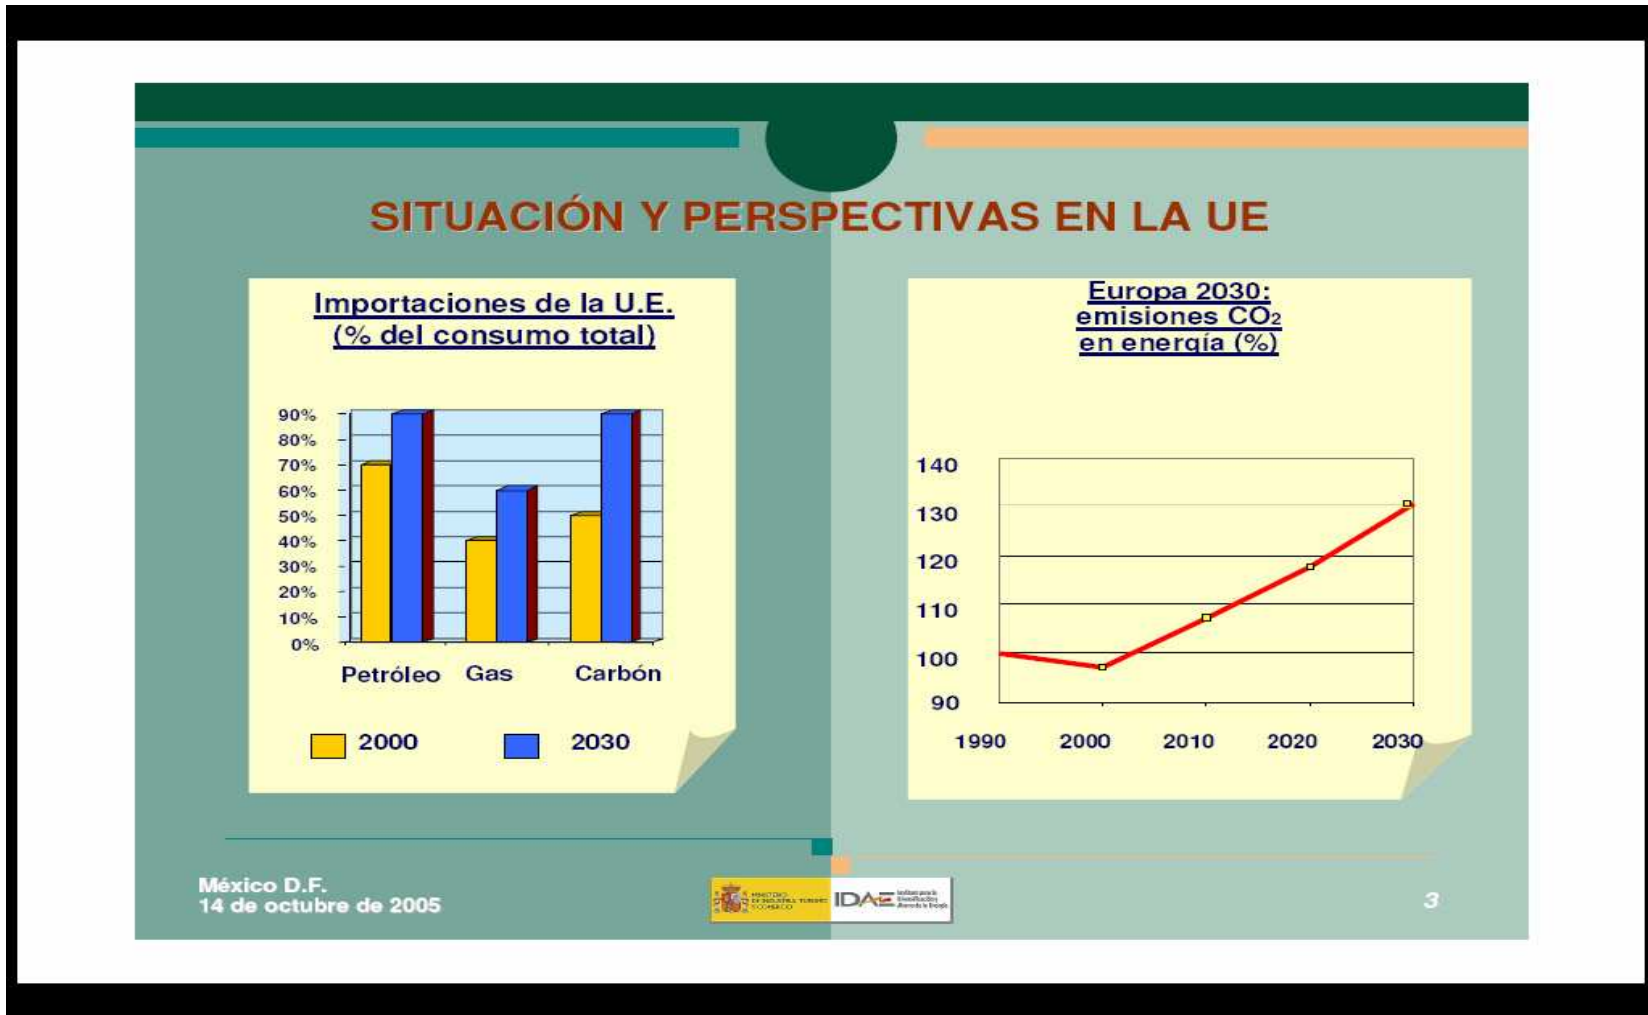 SITUACIÓN Y PERSPECTIVAS EN LA UE
Importaciones de la U.E.
(% del consumo total)
90%
80%
70%
60%
50%
40%
30%
20%
10%
0%
Petróleo Gas Carbón
2000 2030
Europa 2030:
emisiones CO₂
en energía (%)
140
130
120
110
100
90
1990 2000 2010 2020 2030
México D.F.
14 de octubre de 2005
IDAE
3